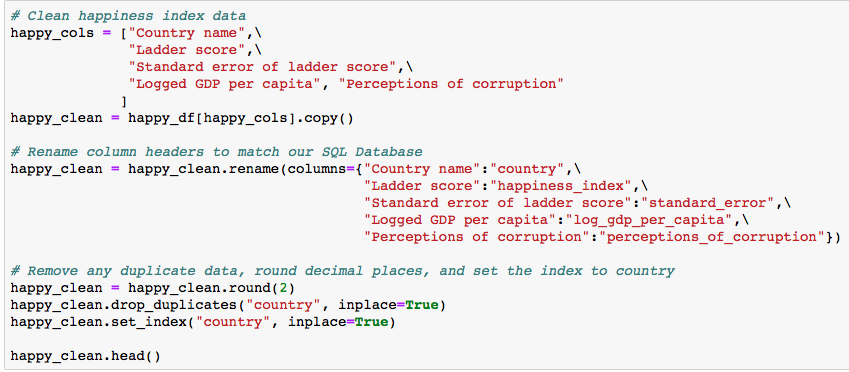 # Clean happiness index data
happy_cols = ["Country name",\
              "Ladder score",\
              "Standard error of ladder score",\
              "Logged GDP per capita", "Perceptions of corruption"
             ]
happy_clean = happy_df[happy_cols].copy()

# Rename column headers to match our SQL Database
happy_clean = happy_clean.rename(columns={"Country name":"country",\
                                          "Ladder score":"happiness_index",\
                                          "Standard error of ladder score":"standard_error",\
                                          "Logged GDP per capita":"log_gdp_per_capita",\
                                          "Perceptions of corruption":"perceptions_of_corruption"})

# Remove any duplicate data, round decimal places, and set the index to country
happy_clean = happy_clean.round(2)
happy_clean.drop_duplicates("country", inplace=True)
happy_clean.set_index("country", inplace=True)

happy_clean.head()